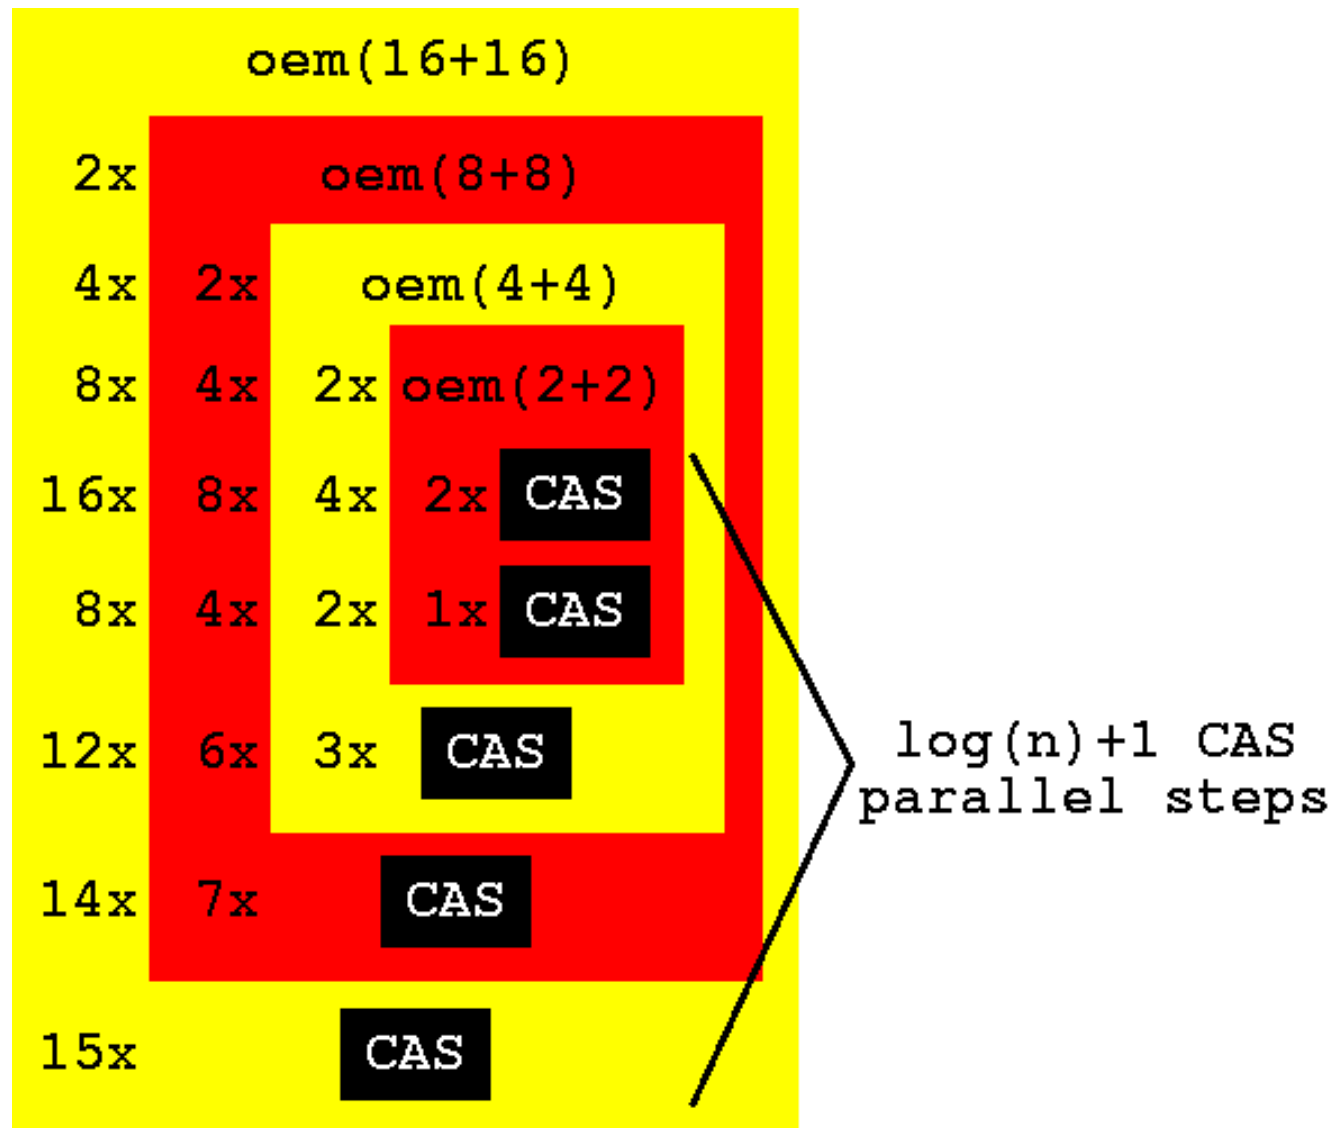 oem(16+16)
2x oem(8+8)
4x 2x oem(4+4)
8x 4x 2x oem(2+2)
16x 8x 4x 2x CAS
8x 4x 2x 1x CAS
12x 6x 3x CAS
log(n)+1 CAS
parallel steps
14x 7x CAS
15x CAS